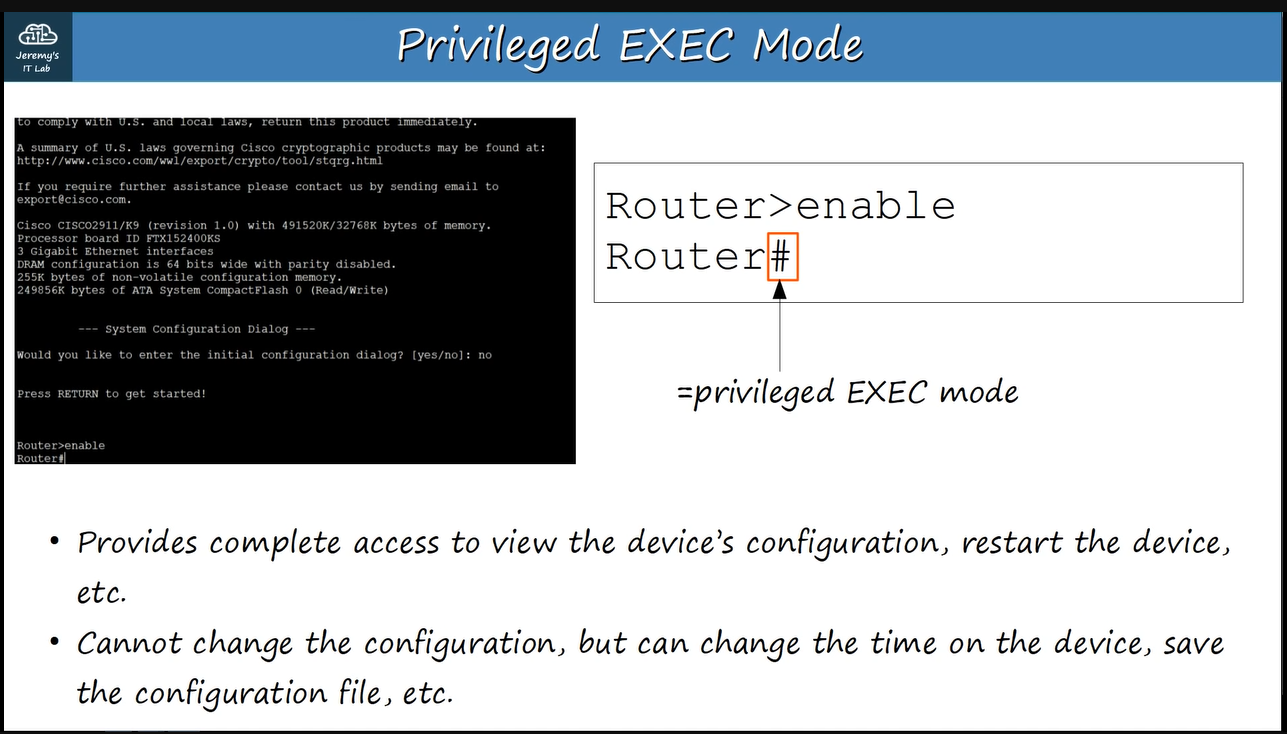 Jeremy's
IT Lab
Privileged EXEC Mode
to comply with U.S. and local laws, return this product immediately.
A summary of U.S. laws governing Cisco cryptographic products may be found at:
http://www.cisco.com/wwl/export/crypto/tool/stqrg.html
If you require further assistance please contact us by sending email to
export@cisco.com.
Cisco CISCO2911/K9 (revision 1.0) with 491520K/32768K bytes of memory.
Processor board ID FTX152400KS
3 Gigabit Ethernet interfaces
DRAM configuration is 64 bits wide with parity disabled.
255K bytes of non-volatile configuration memory.
249856K bytes of ATA System CompactFlash 0 (Read/Write)
--- System Configuration Dialog ---
Would you like to enter the initial configuration dialog? [yes/no]: no
Press RETURN to get started!
Router>enable
Router#
Router>enable
Router#
=privileged EXEC mode
• Provides complete access to view the device's configuration, restart the device,
etc.
• Cannot change the configuration, but can change the time on the device, save
the configuration file, etc.